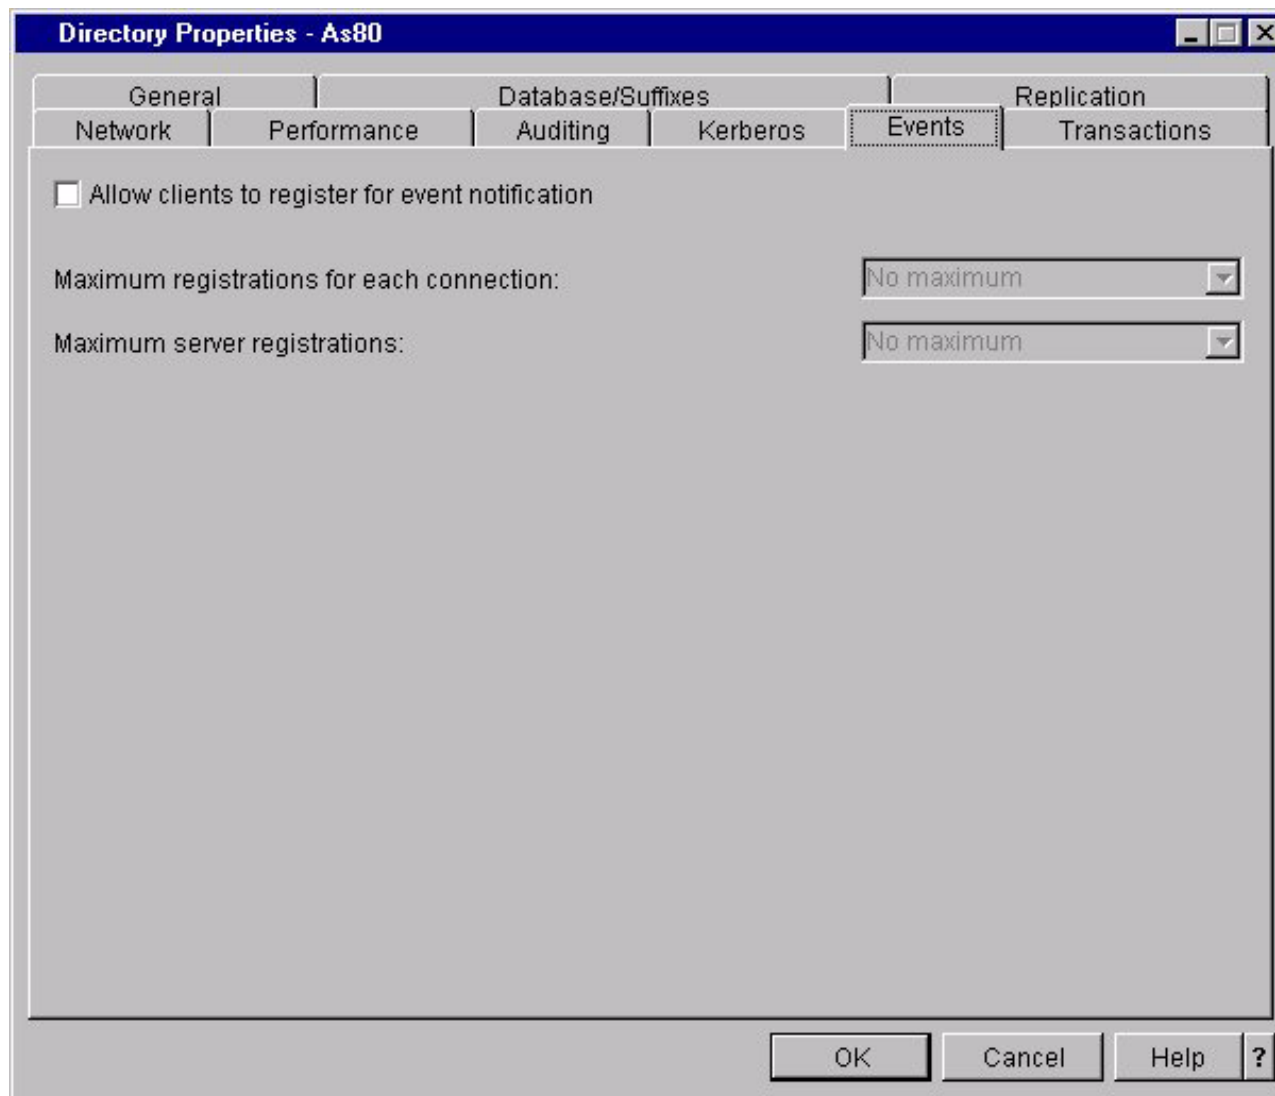 Directory Properties - As80
General Database/Suffixes Replication
Network Performance Auditing Kerberos Events Transactions
Allow clients to register for event notification
Maximum registrations for each connection: No maximum
Maximum server registrations: No maximum
OK Cancel Help ?